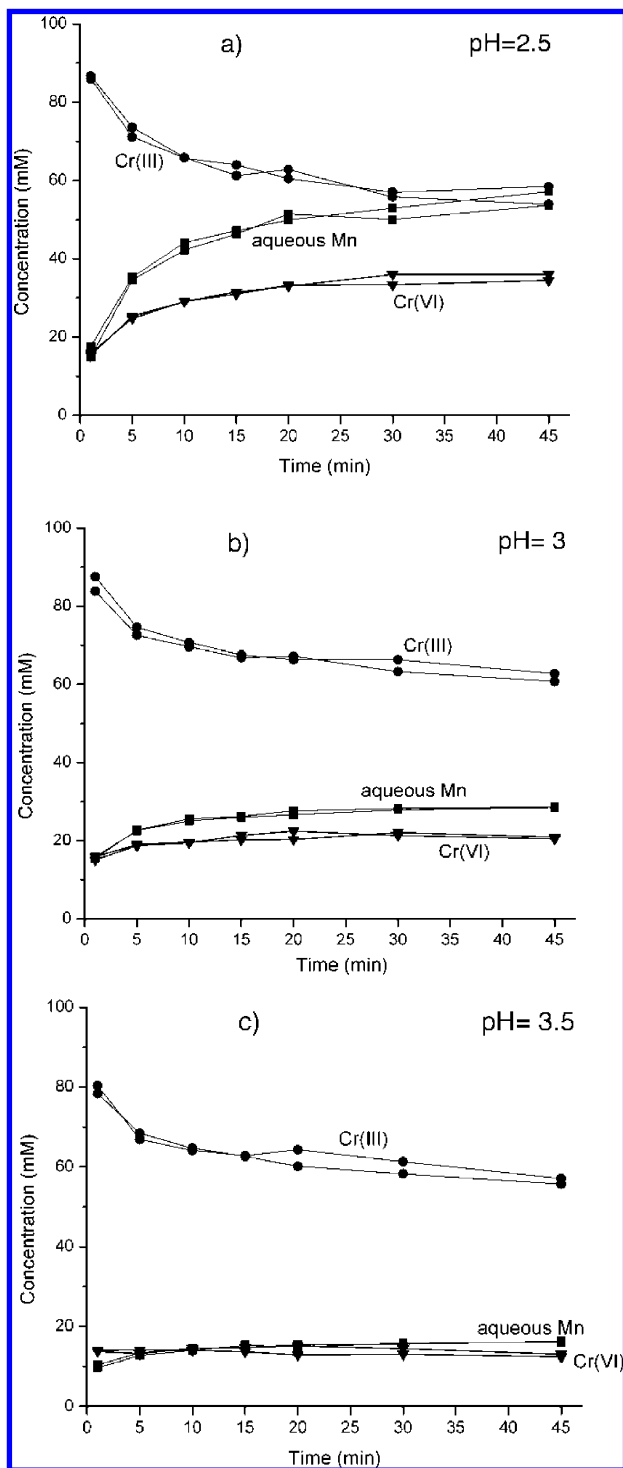 a) pH=2.5
100
80
60
40
20
0
Concentration (mM)
Cr(III)
aqueous Mn
Cr(VI)
0 5 10 15 20 25 30 35 40 45
Time (min)
b) pH= 3
100
80
60
40
20
0
Concentration (mM)
Cr(III)
aqueous Mn
Cr(VI)
0 5 10 15 20 25 30 35 40 45
Time (min)
c) pH= 3.5
100
80
60
40
20
0
Concentration (mM)
Cr(III)
aqueous Mn
Cr(VI)
0 5 10 15 20 25 30 35 40 45
Time (min)